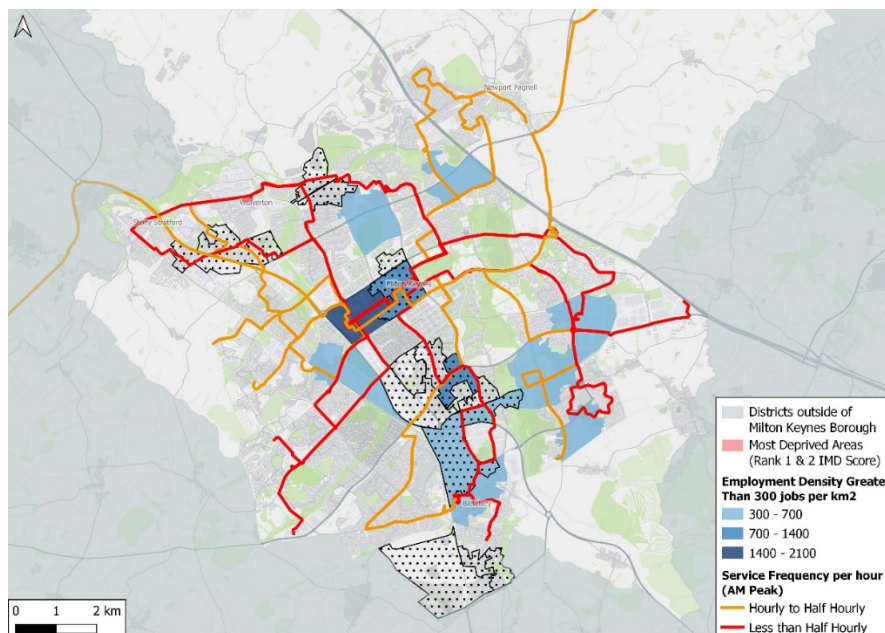 Newport Pagnell
Wolverton
Stony Stratford
Milton Keynes
Bletchley
Districts outside of
Milton Keynes Borough
Most Deprived Areas
(Rank 1 & 2 IMD Score)
Employment Density Greate
Than 300 jobs per km2
300 - 700
700 - 1400
1400 - 2100
Service Frequency per hour
(AM Peak)
Hourly to Half Hourly
Less than Half Hourly
0 1 2 km